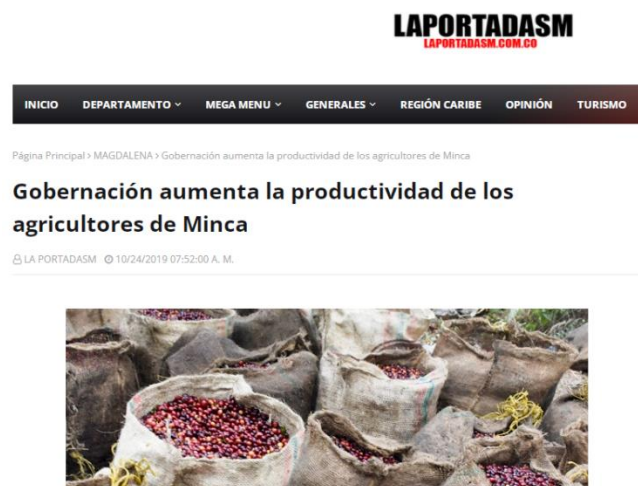 LAPORTADASM
LAPORTADASM.COM.CO
INICIO DEPARTAMENTO MEGA MENU GENERALES REGIÓN CARIBE OPINIÓN TURISMO
Página Principal > MAGDALENA > Gobernación aumenta la productividad de los agricultores de Minca
Gobernación aumenta la productividad de los
agricultores de Minca
LA PORTADASM 10/24/2019 07:52:00 A. M.